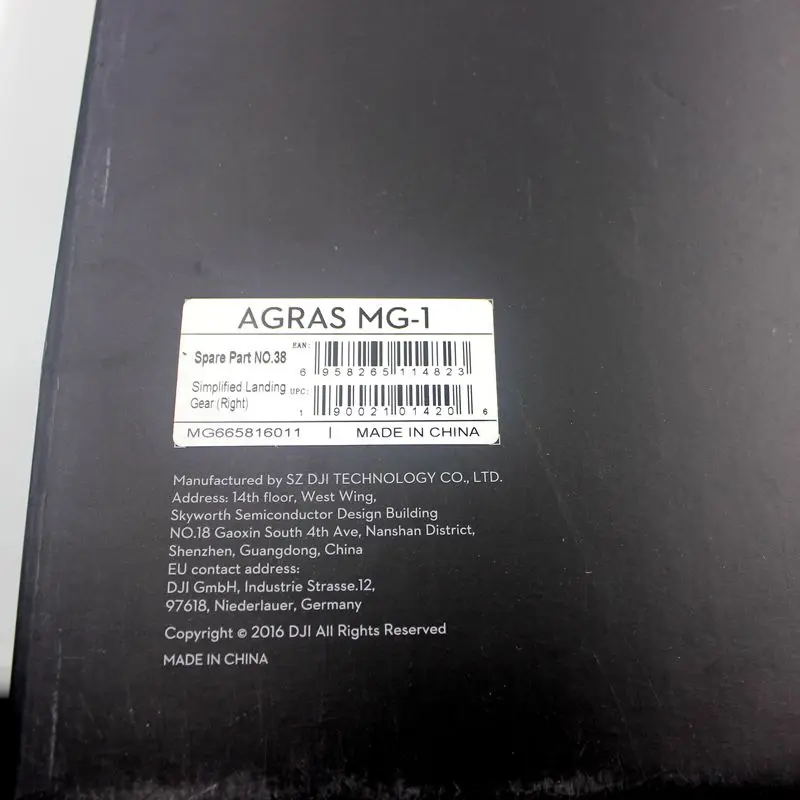 AGRAS MG-1
Spare Part NO.38
EAN:
6 958265 114823
Simplified Landing
Gear (Right)
UPC:
1 90021 01420 6
MG665816011 | MADE IN CHINA
Manufactured by SZ DJI TECHNOLOGY CO., LTD.
Address: 14th floor, West Wing,
Skyworth Semiconductor Design Building
NO.18 Gaoxin South 4th Ave, Nanshan District,
Shenzhen, Guangdong, China
EU contact address:
DJI GmbH, Industrie Strasse.12,
97618, Niederlauer, Germany
Copyright © 2016 DJI All Rights Reserved
MADE IN CHINA